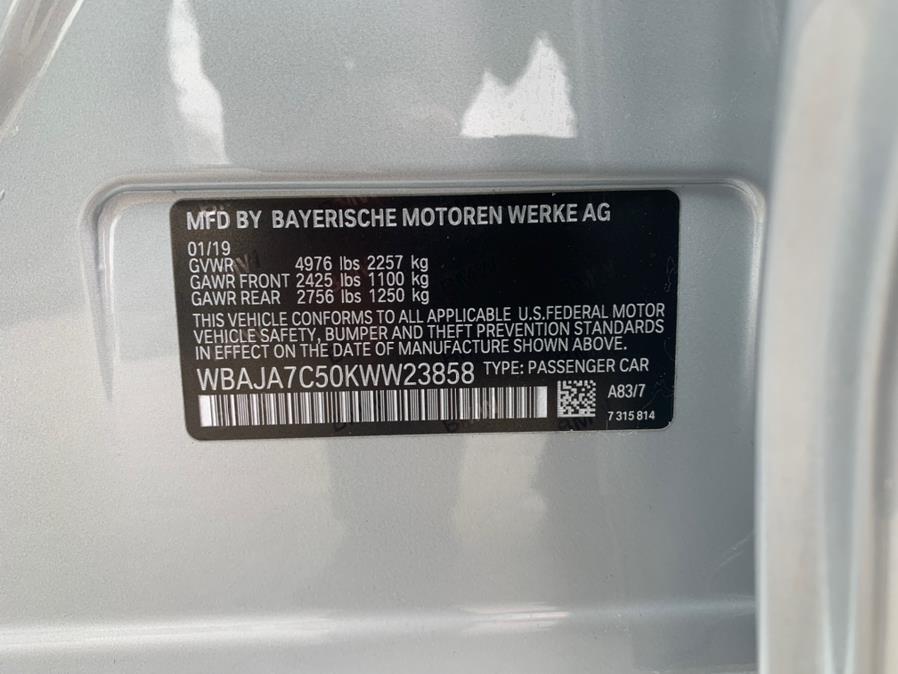 MFD BY BAYERISCHE MOTOREN WERKE AG
01/19
GVWR 4976 lbs 2257 kg
GAWR FRONT 2425 lbs 1100 kg
GAWR REAR 2756 lbs 1250 kg
THIS VEHICLE CONFORMS TO ALL APPLICABLE U.S.FEDERAL MOTOR
VEHICLE SAFETY, BUMPER AND THEFT PREVENTION STANDARDS
IN EFFECT ON THE DATE OF MANUFACTURE SHOWN ABOVE.
WBAJA7C50KWW23858 TYPE: PASSENGER CAR
A83/7
7 315 814